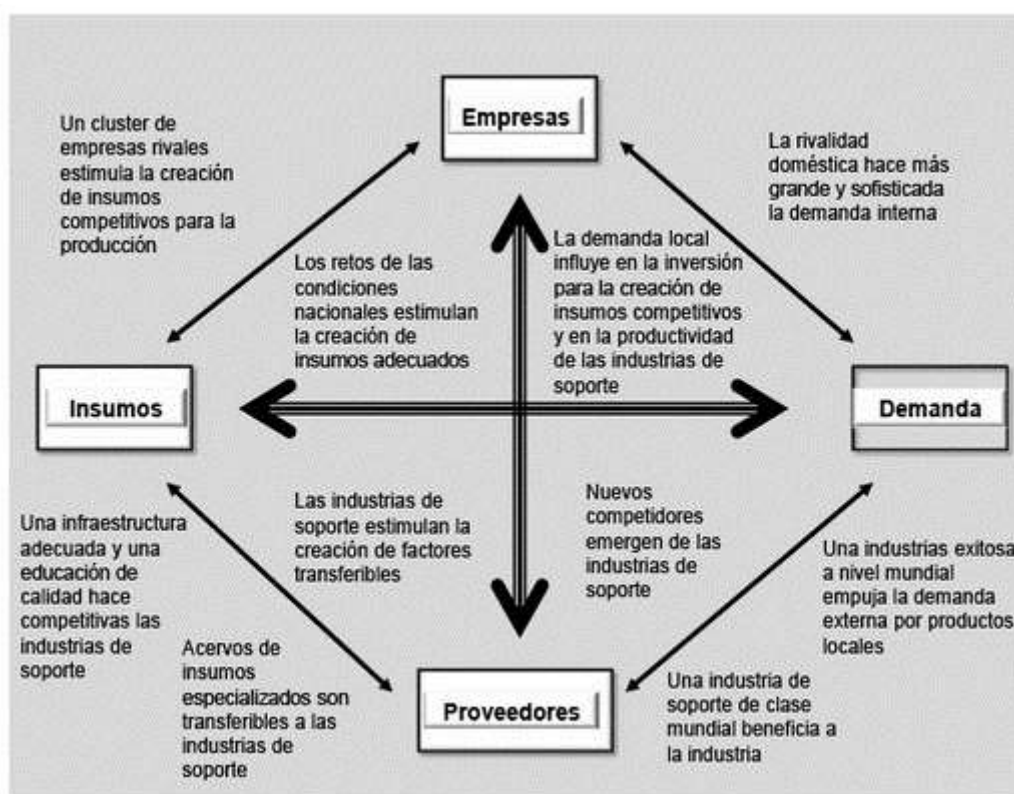 Empresas
Un cluster de
empresas rivales
estimula la creación
de insumos
competitivos para la
producción
La rivalidad
doméstica hace más
grande y sofisticada
la demanda interna
Los retos de las
condiciones
nacionales estimulan
la creación de
insumos adecuados
La demanda local
influye en la inversión
para la creación de
insumos competitivos
y en la productividad
de las industrias de
soporte
Insumos
Demanda
Las industrias de
soporte estimulan la
creación de factores
transferibles
Nuevos
competidores
emergen de las
industrias de
soporte
Una infraestructura
adecuada y una
educación de
calidad hace
competitivas las
industrias de
soporte
Una industrias exitosa
a nivel mundial
empuja la demanda
externa por productos
locales
Acervos de
insumos
especializados son
transferibles a las
industrias de
soporte
Proveedores
Una industria de
soporte de clase
mundial beneficia a
la industria